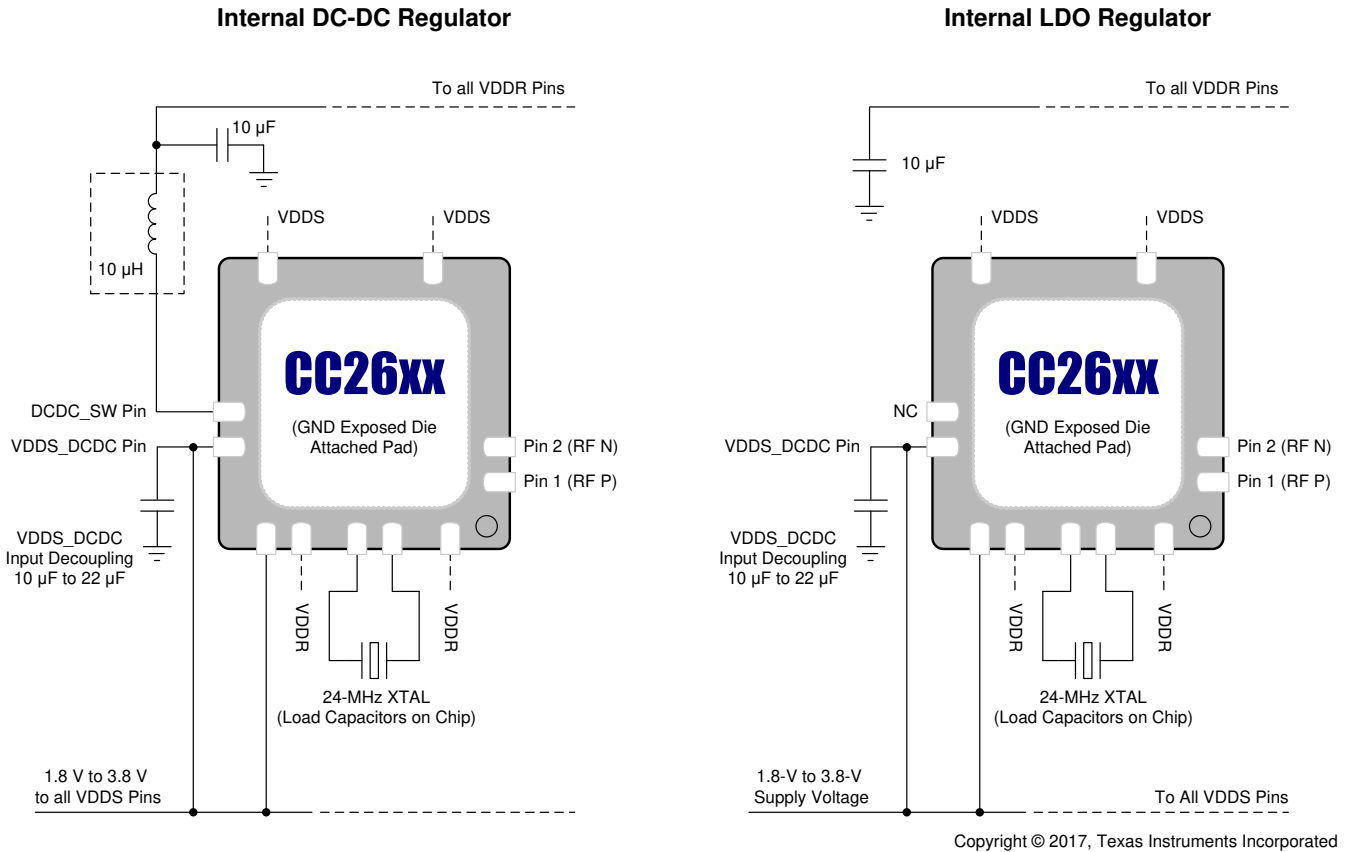 Internal DC-DC Regulator
To all VDDR Pins
10 µF
10 µH
VDDS
VDDS
CC26xx
(GND Exposed Die
Attached Pad)
DCDC_SW Pin
VDDS_DCDC Pin
Pin 2 (RF N)
Pin 1 (RF P)
VDDS_DCDC
Input Decoupling
10 µF to 22 µF
VDDR
VDDR
24-MHz XTAL
(Load Capacitors on Chip)
1.8 V to 3.8 V
to all VDDS Pins
Internal LDO Regulator
To all VDDR Pins
10 µF
VDDS
VDDS
CC26xx
(GND Exposed Die
Attached Pad)
NC
VDDS_DCDC Pin
Pin 2 (RF N)
Pin 1 (RF P)
VDDS_DCDC
Input Decoupling
10 µF to 22 µF
VDDR
VDDR
24-MHz XTAL
(Load Capacitors on Chip)
1.8-V to 3.8-V
Supply Voltage
To All VDDS Pins
Copyright © 2017, Texas Instruments Incorporated